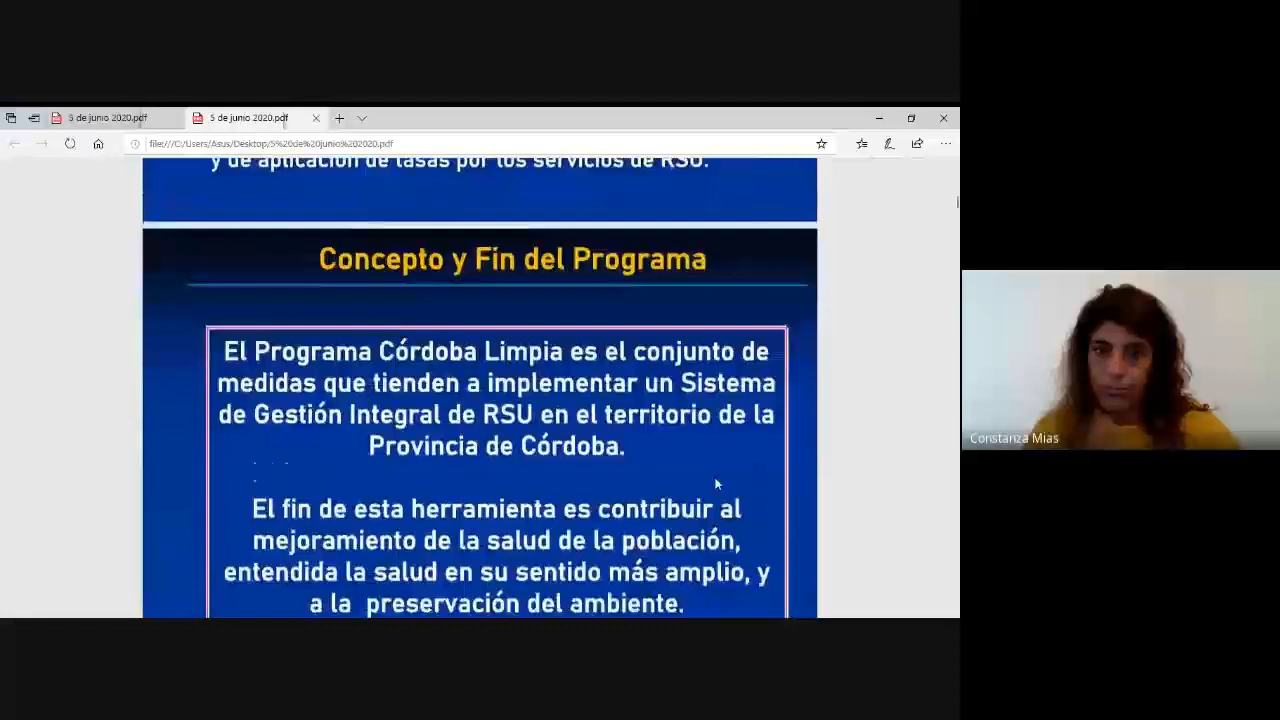 5 de junio 2020.pdf
5 de junio 2020.pdf
file:///C:/Users/Asus/Desktop/5%20de%20junio%202020.pdf
y de aplicación de tasas por los servicios de RSU.
Concepto y Fin del Programa
El Programa Córdoba Limpia es el conjunto de
medidas que tienden a implementar un Sistema
de Gestión Integral de RSU en el territorio de la
Provincia de Córdoba.
El fin de esta herramienta es contribuir al
mejoramiento de la salud de la población,
entendida la salud en su sentido más amplio, y
a la preservación del ambiente.
Constanza Mias